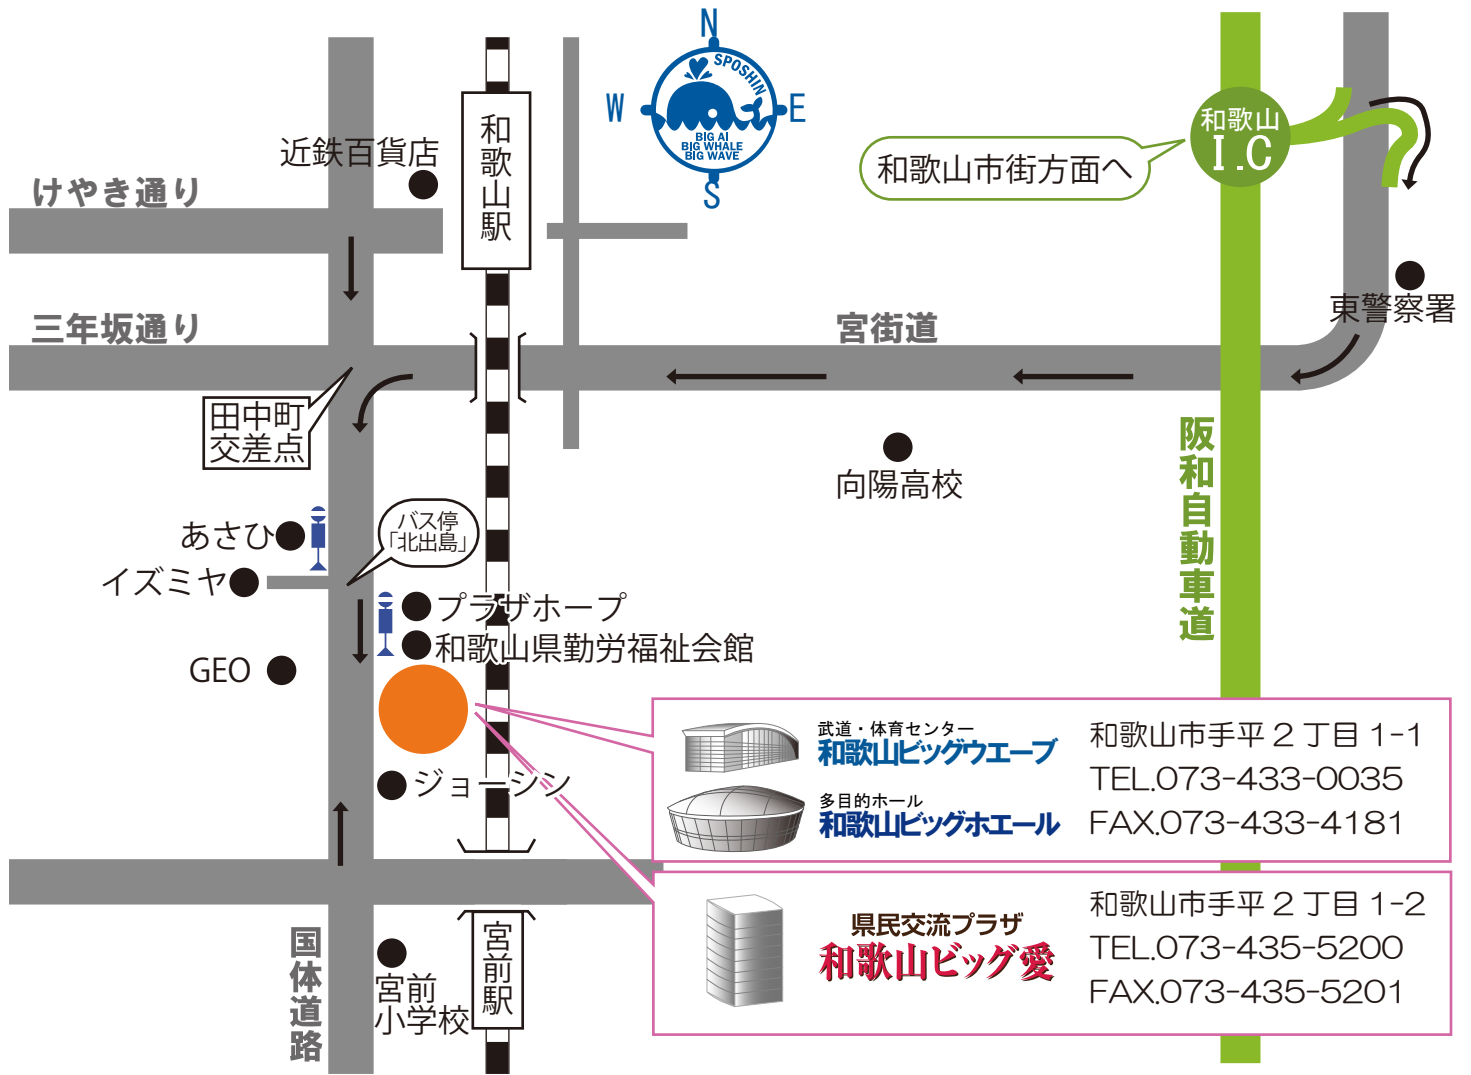 N
W
E
S
SPOSHIN
BIG AI
BIG WHALE
BIG WAVE
近鉄百貨店
和歌山駅
けやき通り
和歌山
I.C
和歌山市街方面へ
東警察署
三年坂通り
宮街道
田中町
交差点
向陽高校
阪和自動車道
あさひ
バス停
「北出島」
イズミヤ
プラザホープ
和歌山県勤労福祉会館
GEO
ジョーシン
武道・体育センター
和歌山ビッグウエーブ
多目的ホール
和歌山ビッグホエール
和歌山市手平2丁目1-1
TEL.073-433-0035
FAX.073-433-4181
県民交流プラザ
和歌山ビッグ愛
和歌山市手平2丁目1-2
TEL.073-435-5200
FAX.073-435-5201
国体道路
宮前
小学校
宮前駅